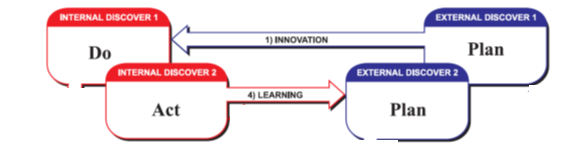 INTERNAL DISCOVER 1
Do
1) INNOVATION
EXTERNAL DISCOVER 1
Plan
INTERNAL DISCOVER 2
Act
4) LEARNING
EXTERNAL DISCOVER 2
Plan